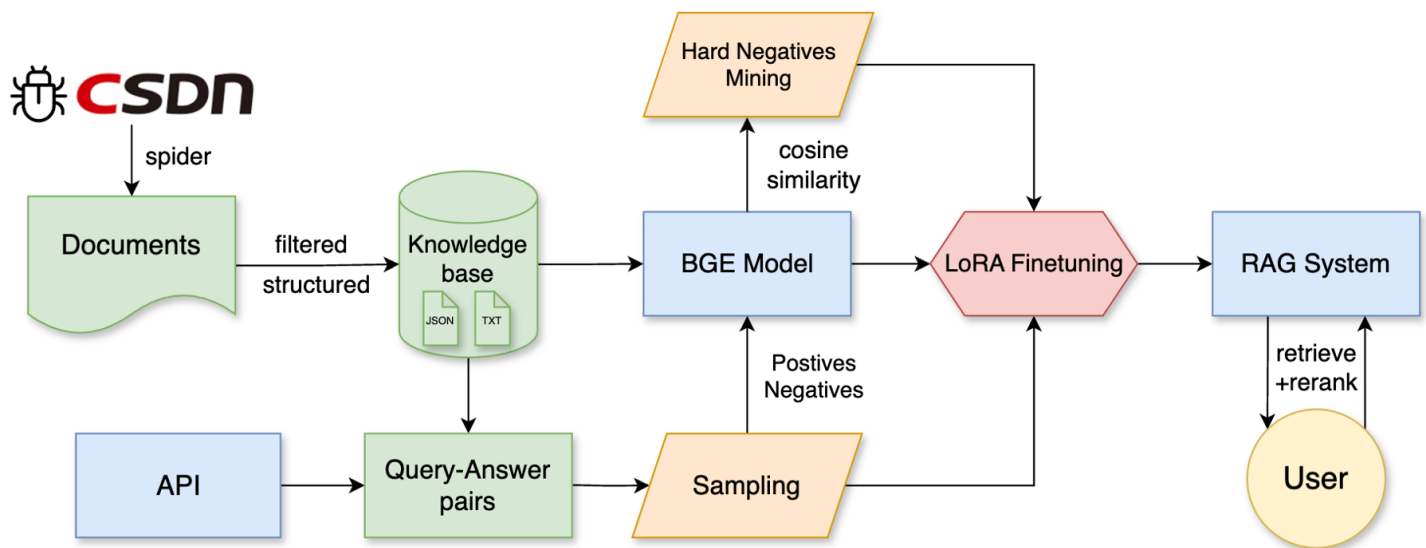 CSDN
spider
Documents
filtered
structured
Knowledge
base
JSON
TXT
Hard Negatives
Mining
cosine
similarity
BGE Model
LoRA Finetuning
RAG System
Postives
Negatives
retrieve
+rerank
API
Query-Answer
pairs
Sampling
User